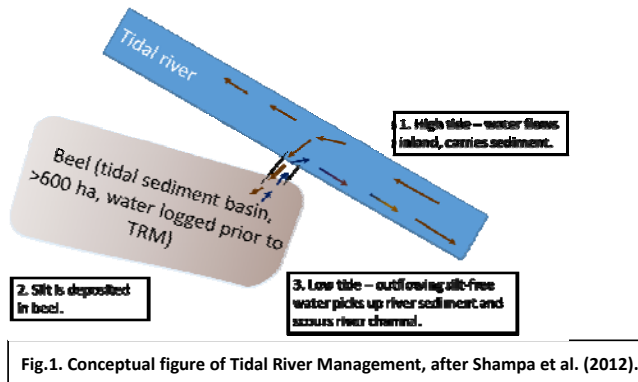 Tidal river
1. High tide – water flows
inland, carries sediment.
Beel (tidal sediment basin,
>600 ha, water logged prior to
TRM)
2. Silt is deposited
in beel.
3. Low tide – outflowing silt-free
water picks up river sediment and
scours river channel.
Fig.1. Conceptual figure of Tidal River Management, after Shampa et al. (2012).